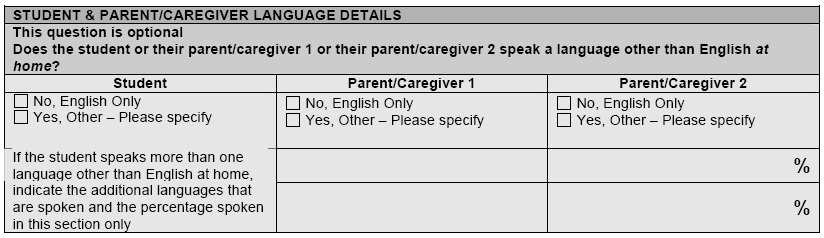 STUDENT & PARENT/CAREGIVER LANGUAGE DETAILS
This question is optional
Does the student or their parent/caregiver 1 or their parent/caregiver 2 speak a language other than English at
home?
Student
Parent/Caregiver 1
Parent/Caregiver 2
No, English Only
Yes, Other – Please specify
No, English Only
Yes, Other – Please specify
No, English Only
Yes, Other – Please specify
If the student speaks more than one
language other than English at home,
indicate the additional languages that
are spoken and the percentage spoken
in this section only
%
%